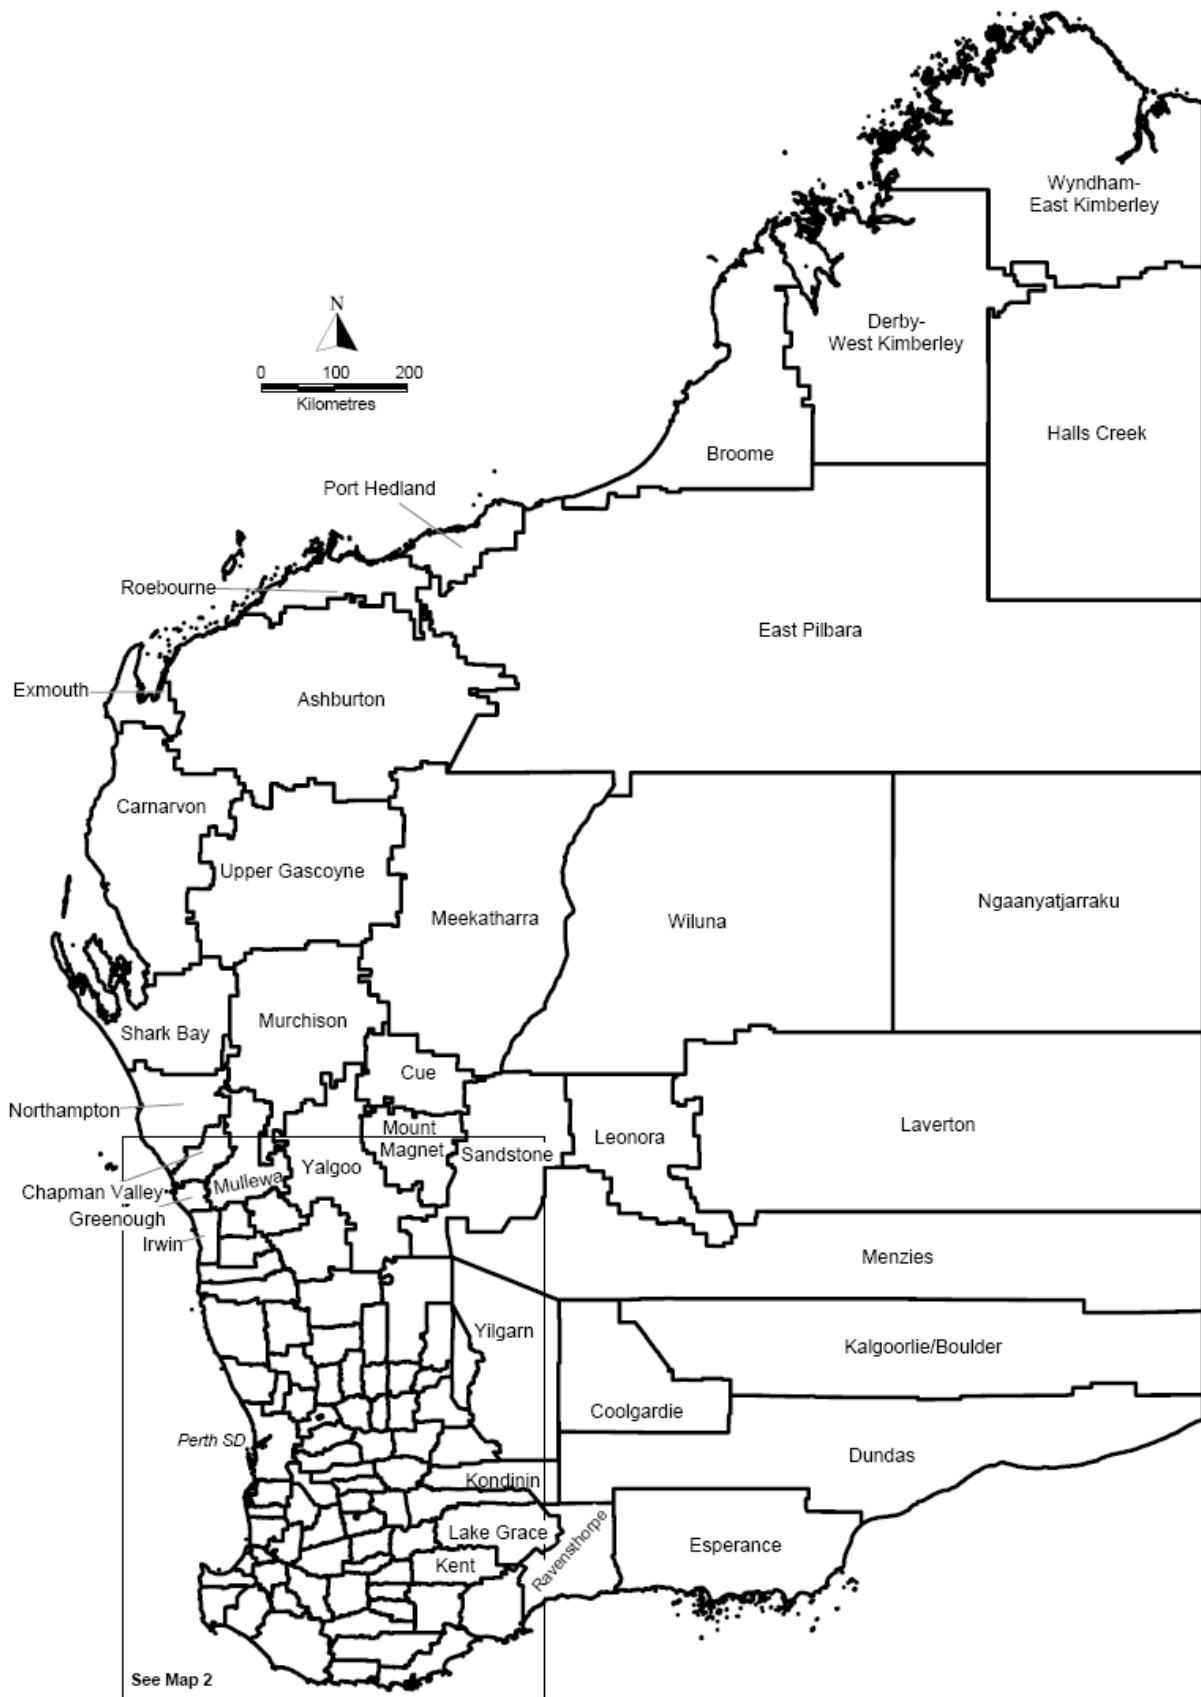 Wyndham-
East Kimberley
N
0 100 200
Kilometres
Derby-
West Kimberley
Halls Creek
Broome
Port Hedland
Roebourne
East Pilbara
Exmouth
Ashburton
Carnarvon
Upper Gascoyne
Meekatharra
Wiluna
Ngaanyatjarraku
Shark Bay
Murchison
Cue
Northampton
Mount
Magnet
Leonora
Laverton
Sandstone
Yalgoo
Mullewa
Chapman Valley
Greenough
Irwin
Menzies
Yilgarn
Kalgoorlie/Boulder
Coolgardie
Perth SD
Dundas
Kondinin
Lake Grace
Ravensthorpe
Esperance
Kent
See Map 2